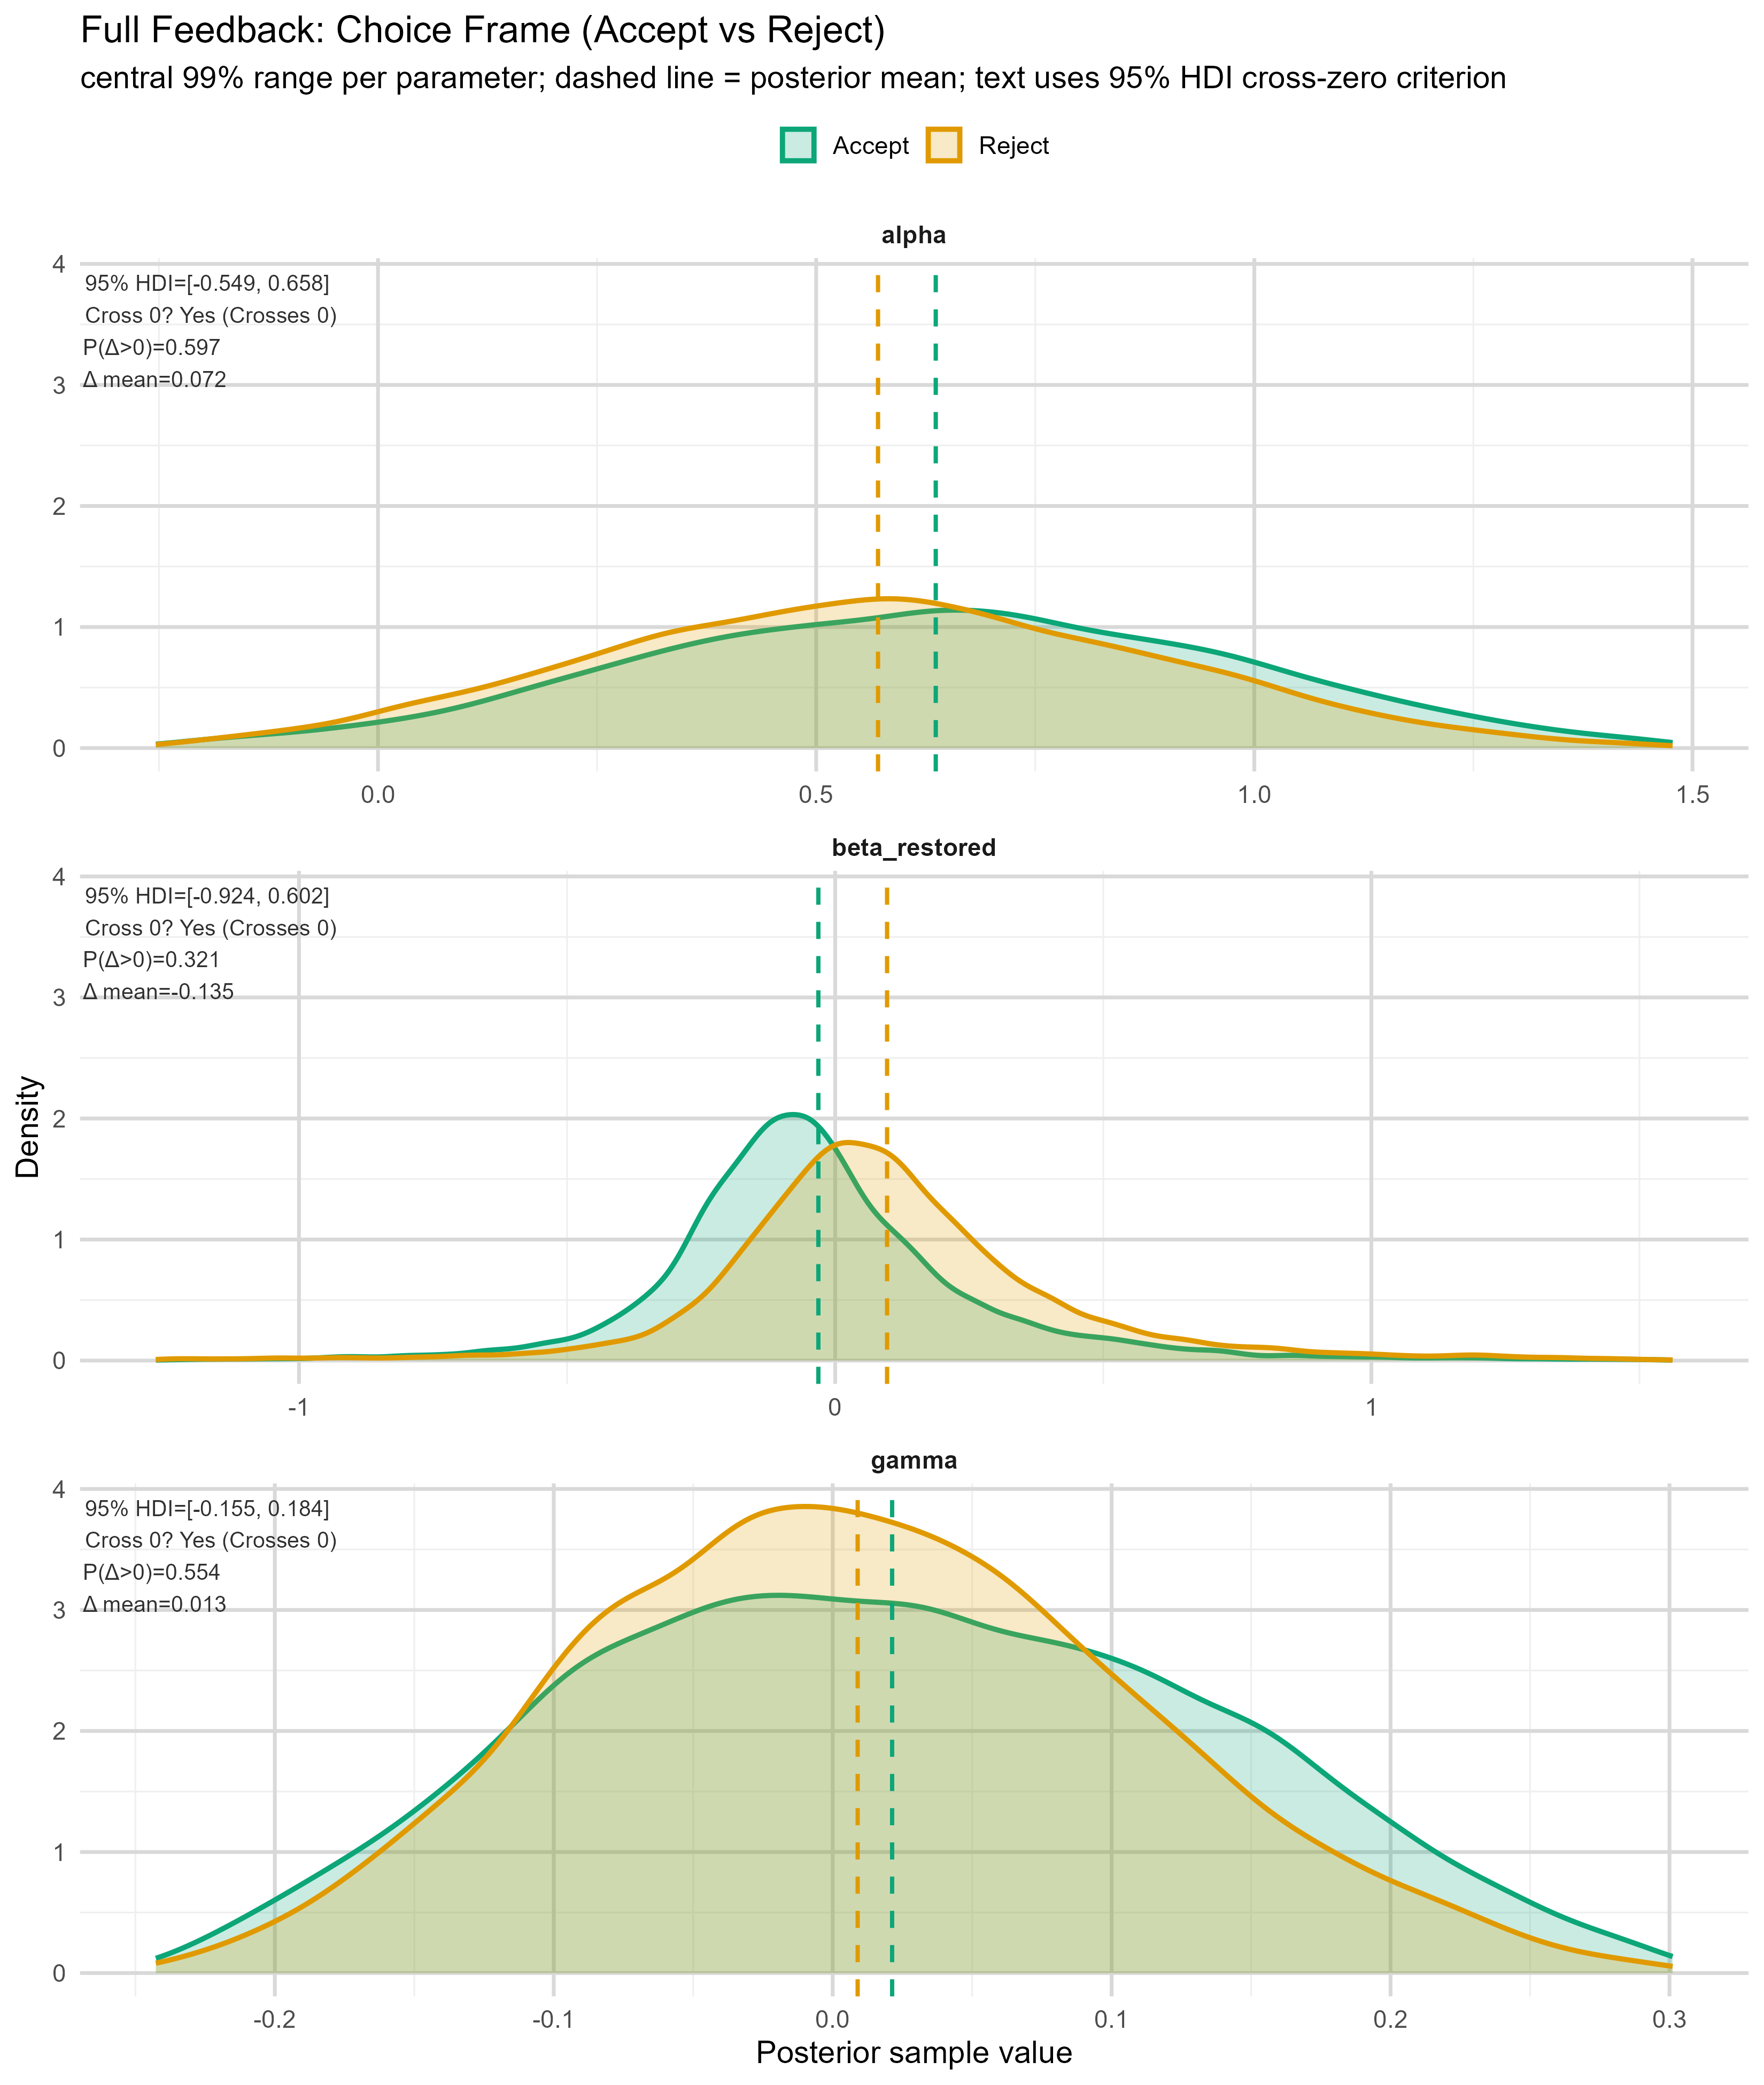 Full Feedback: Choice Frame (Accept vs Reject)
central 99% range per parameter; dashed line = posterior mean; text uses 95% HDI cross-zero criterion
Accept Reject
alpha
4
95% HDI=[-0.549, 0.658]
Cross 0? Yes (Crosses 0)
P(Δ>0)=0.597
3
Δ mean=0.072
2
1
0
0.0 0.5 1.0 1.5
beta_restored
4
95% HDI=[-0.924, 0.602]
Cross 0? Yes (Crosses 0)
P(Δ>0)=0.321
3
Δ mean=-0.135
Density
2
1
0
-1 0 1
gamma
4
95% HDI=[-0.155, 0.184]
Cross 0? Yes (Crosses 0)
P(Δ>0)=0.554
3
Δ mean=0.013
2
1
0
-0.2 -0.1 0.0 0.1 0.2 0.3
Posterior sample value